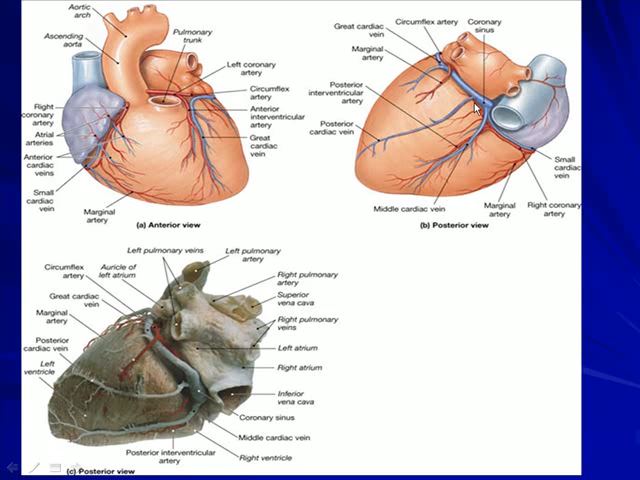 Aortic
arch
Ascending
aorta
Pulmonary
trunk
Left coronary
artery
Circumflex
artery
Anterior
interventricular
artery
Great
cardiac
vein
Right
coronary
artery
Atrial
arteries
Anterior
cardiac
veins
Small
cardiac
vein
Marginal
artery
(a) Anterior view
Great cardiac
vein
Circumflex artery
Coronary
sinus
Marginal
artery
Posterior
interventricular
artery
Posterior
cardiac vein
Small
cardiac
vein
Middle cardiac vein
Marginal
artery
Right coronary
artery
(b) Posterior view
Left pulmonary veins
Left pulmonary
artery
Circumflex
artery
Auricle of
left atrium
Right pulmonary
artery
Great cardiac
vein
Superior
vena cava
Marginal
artery
Right pulmonary
veins
Posterior
cardiac vein
Left atrium
Left
ventricle
Right atrium
Inferior
vena cava
Coronary sinus
Middle cardiac vein
Posterior interventricular
artery
Right ventricle
(c) Posterior view